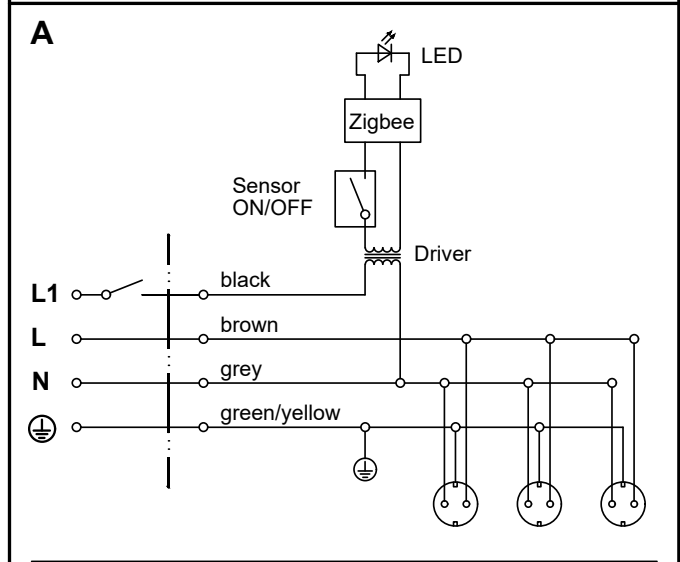 A
LED
Zigbee
Sensor
ON/OFF
Driver
L1
black
L
brown
N
grey
green/yellow